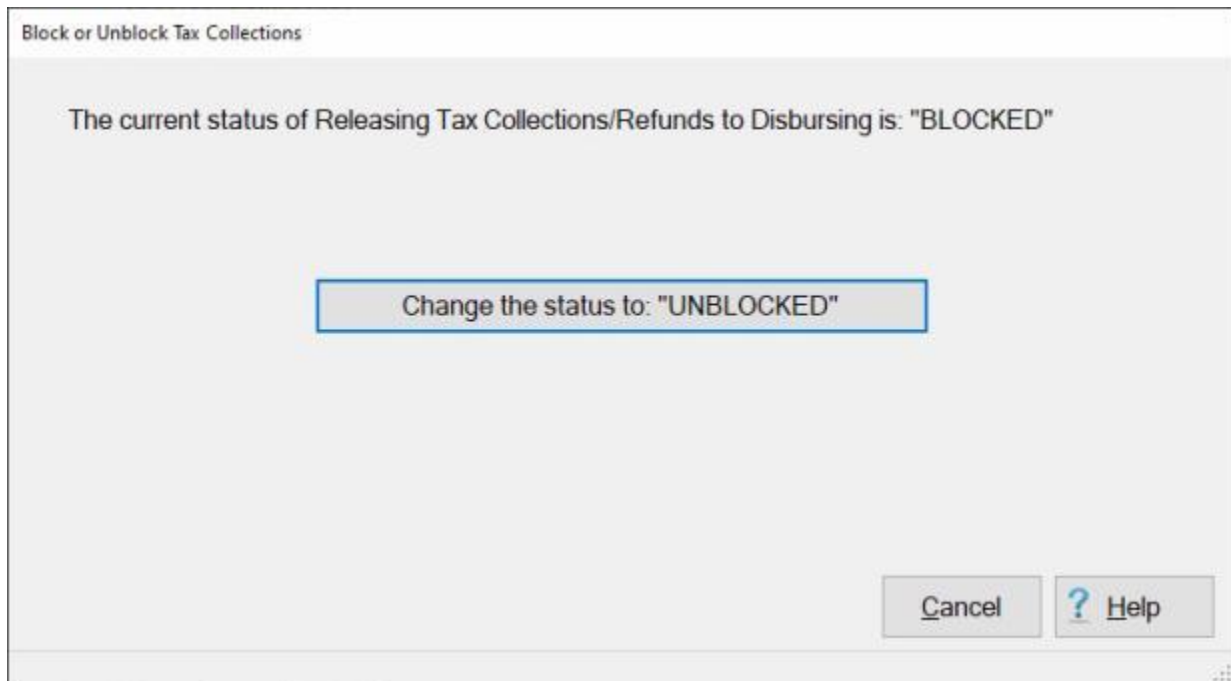 Block or Unblock Tax Collections
The current status of Releasing Tax Collections/Refunds to Disbursing is: "BLOCKED"
Change the status to: "UNBLOCKED"
Cancel
? Help